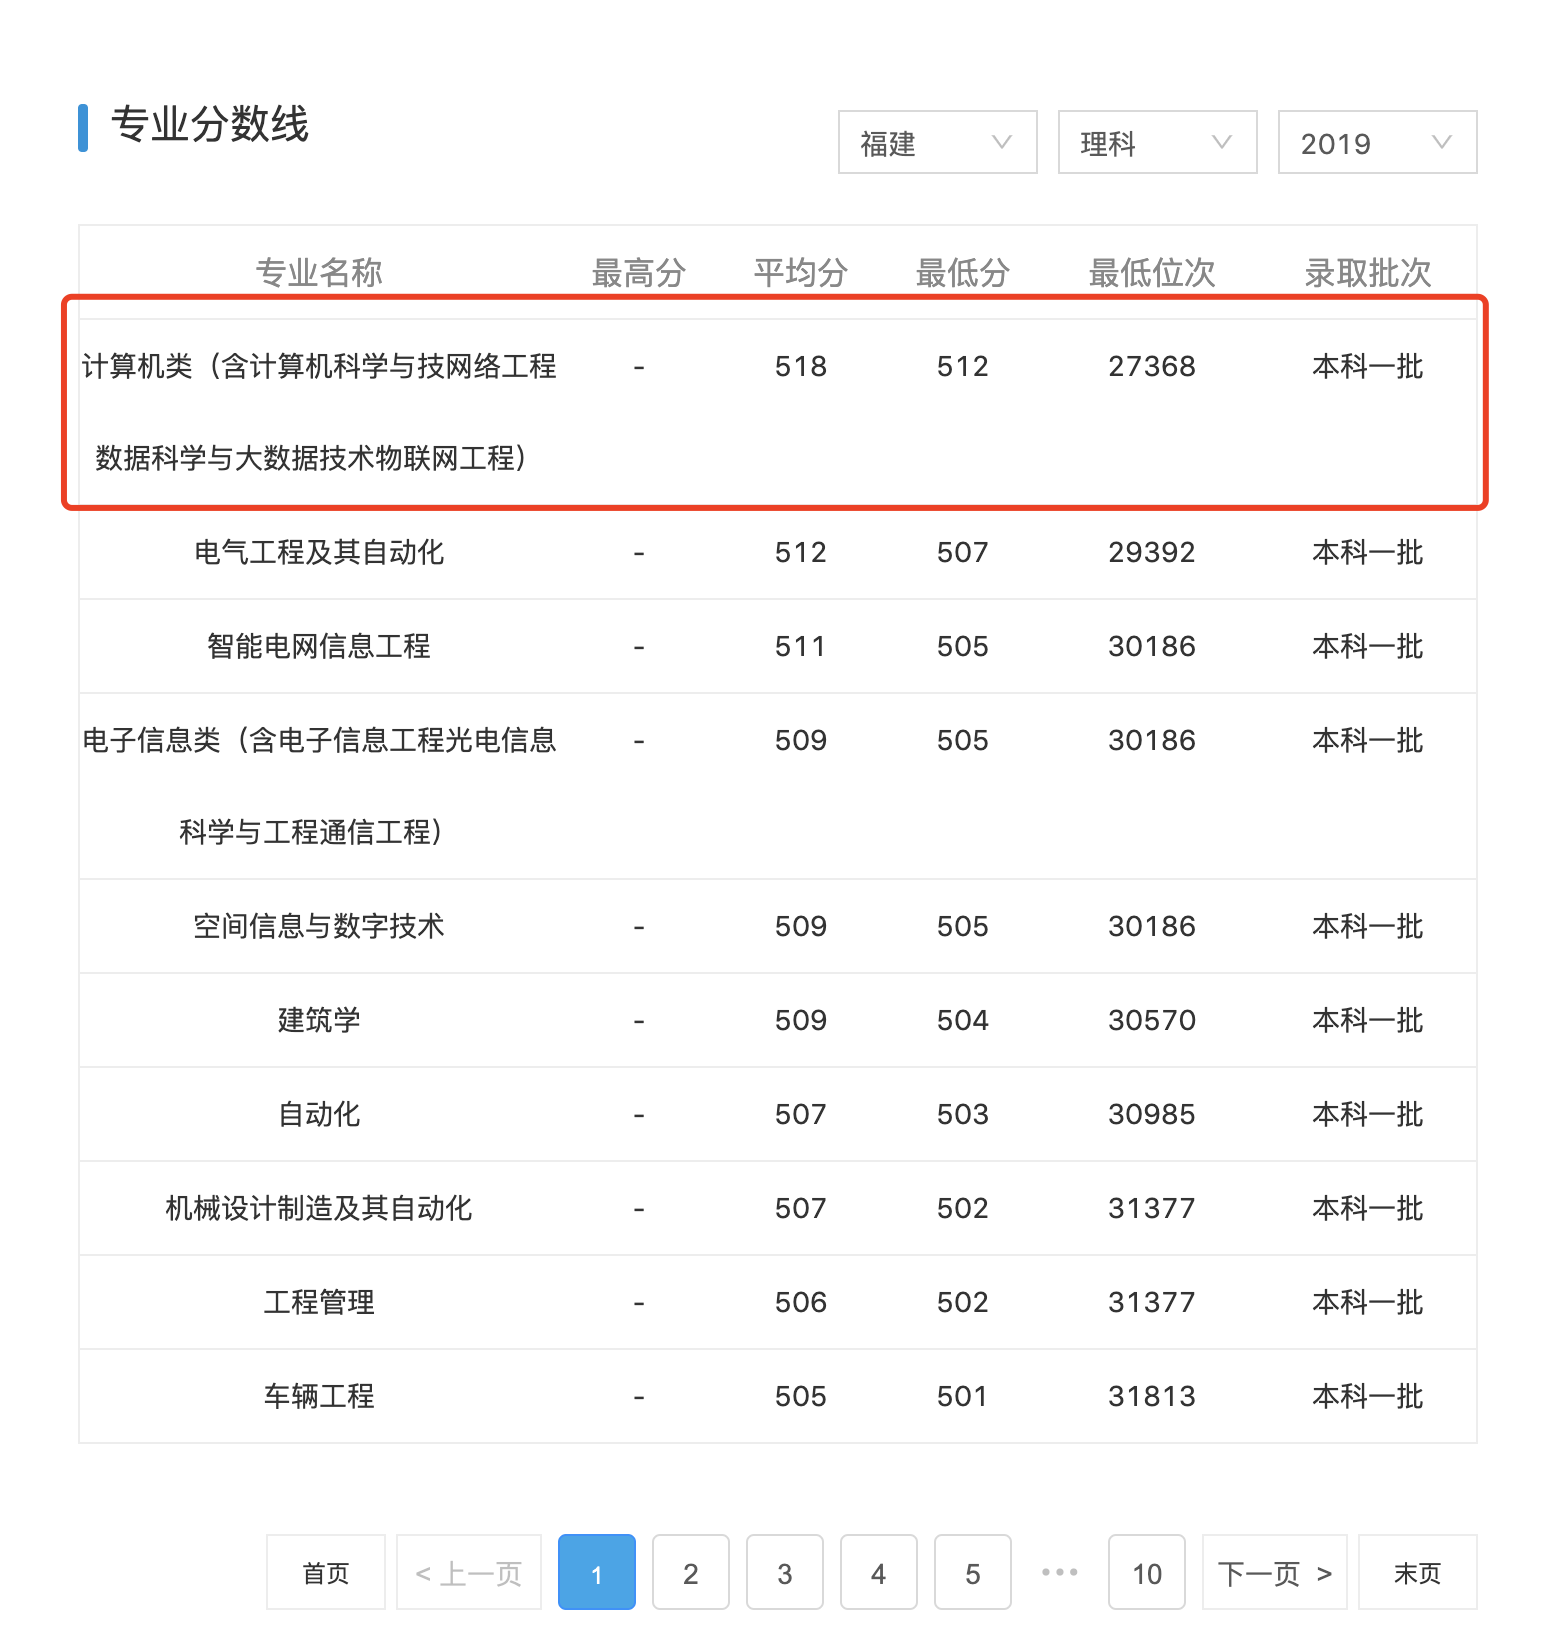 专业分数线
福建 理科 2019
专业名称 最高分 平均分 最低分 最低位次 录取批次
计算机类（含计算机科学与技网络工程 - 518 512 27368 本科一批
数据科学与大数据技术物联网工程）
电气工程及其自动化 - 512 507 29392 本科一批
智能电网信息工程 - 511 505 30186 本科一批
电子信息类（含电子信息工程光电信息 - 509 505 30186 本科一批
科学与工程通信工程）
空间信息与数字技术 - 509 505 30186 本科一批
建筑学 - 509 504 30570 本科一批
自动化 - 507 503 30985 本科一批
机械设计制造及其自动化 - 507 502 31377 本科一批
工程管理 - 506 502 31377 本科一批
车辆工程 - 505 501 31813 本科一批
首页 < 上一页 1 2 3 4 5 ••• 10 下一页 > 末页